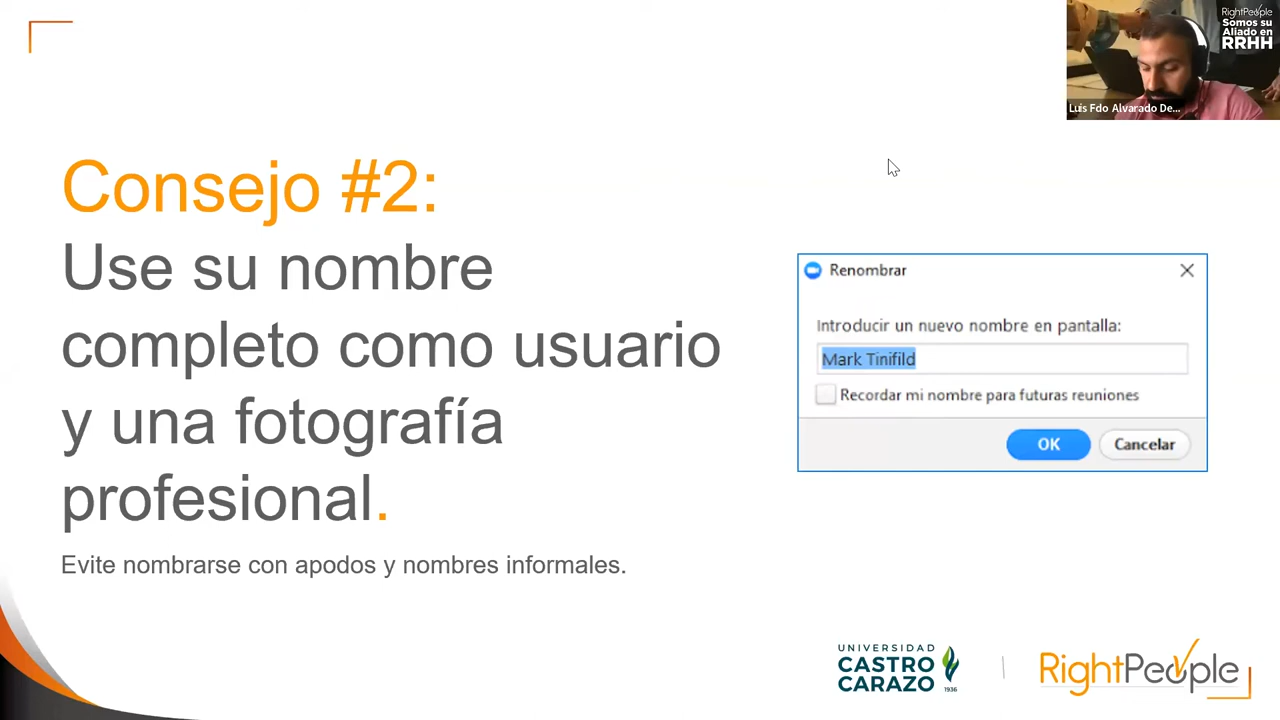 RightPeople
Somos su
Aliado en
RRHH
Luis Fdo Alvarado De...
Consejo #2:
Use su nombre
completo como usuario
y una fotografía
profesional.
Evite nombrarse con apodos y nombres informales.
Renombrar
Introducir un nuevo nombre en pantalla:
Mark Tinifild
Recordar mi nombre para futuras reuniones
OK
Cancelar
UNIVERSIDAD
CASTRO
CARAZO
1936
RightPeople